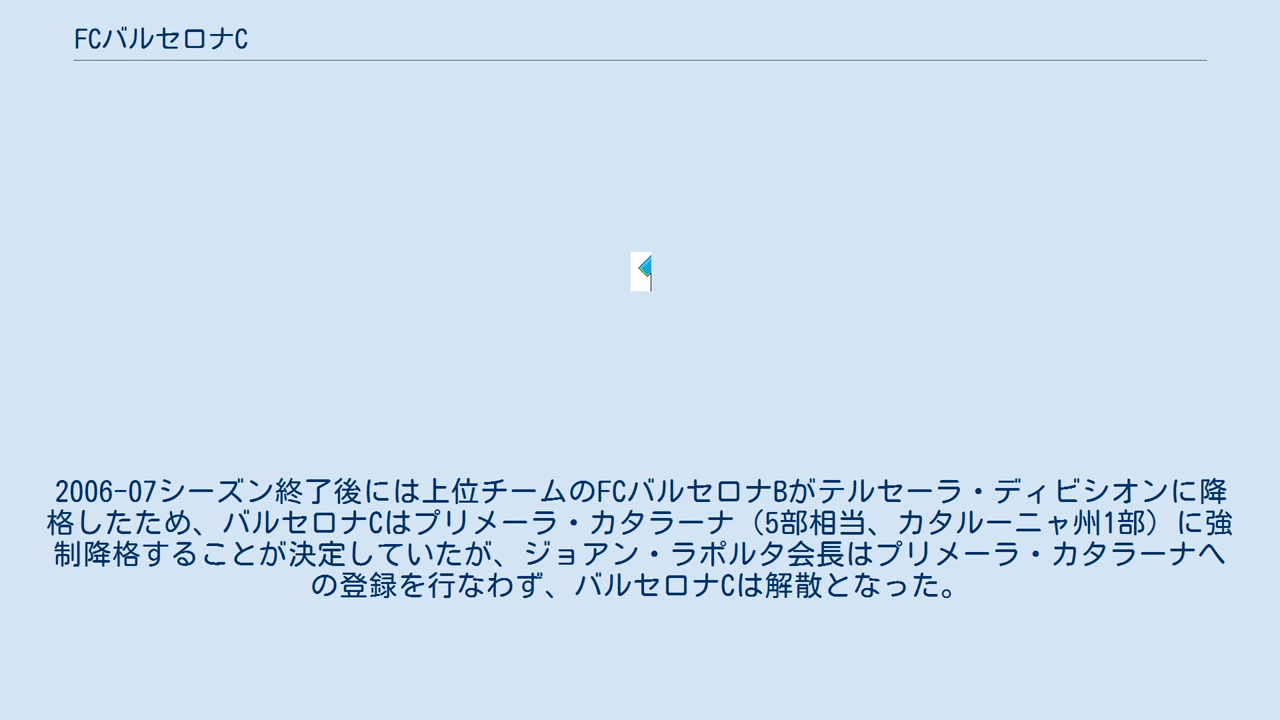 FCバルセロナC
2006-07シーズン終了後には上位チームのFCバルセロナBがテルセーラ・ディビシオンに降
格したため、バルセロナCはプリメーラ・カタラーナ（5部相当、カタルーニャ州1部）に強
制降格することが決定していたが、ジョアン・ラポルタ会長はプリメーラ・カタラーナへ
の登録を行なわず、バルセロナCは解散となった。